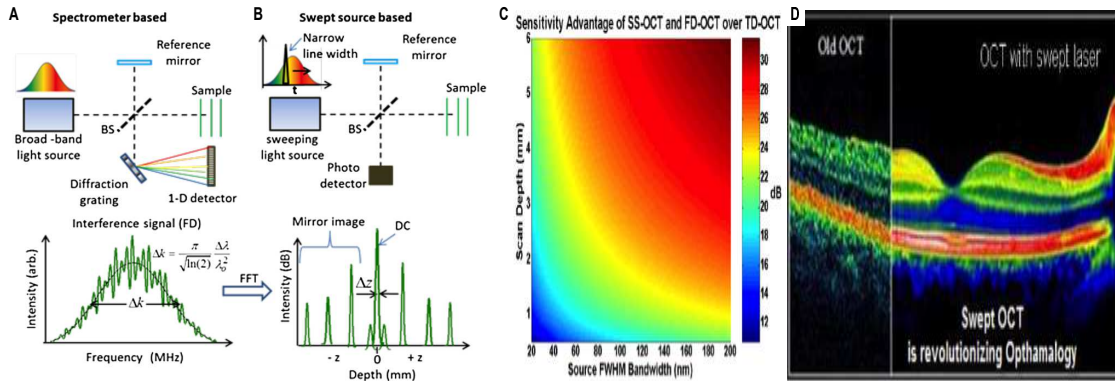 A
Spectrometer based
Reference
mirror
Sample
BS
Broad -band
light source
Diffraction
grating
1-D detector
Interference signal (FD)
Δk = π/√ln(2) Δλ/λ₀²
Δk
Intensity (arb.)
Frequency (MHz)
FFT
B
Swept source based
Narrow
line width
t
Reference
mirror
Sample
BS
sweeping
light source
Photo
detector
Mirror image
DC
Δz
Intensity (dB)
- z 0 + z
Depth (mm)
C
Sensitivity Advantage of SS-OCT and FD-OCT over TD-OCT
6
5
4
3
2
1
Scan Depth (mm)
20 40 60 80 100 120 140 160 180 200
Source FWHM Bandwidth (nm)
30
28
26
24
22
20
18
16
14
12
dB
D
Old OCT
OCT with swept laser
Swept OCT
is revolutionizing Opthamalogy